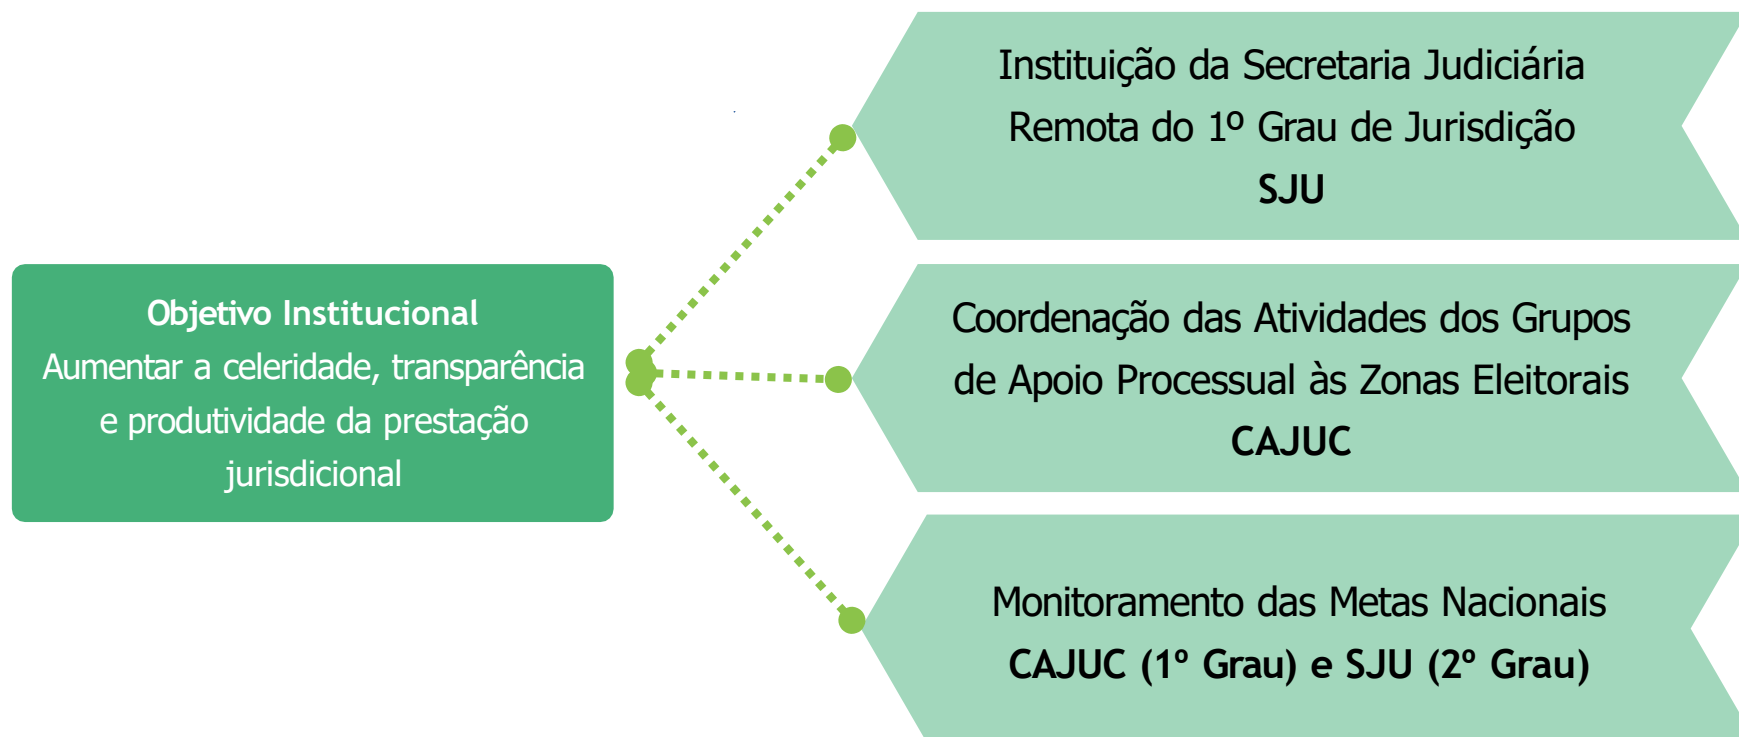 Objetivo Institucional
Aumentar a celeridade, transparência
e produtividade da prestação
jurisdicional
Instituição da Secretaria Judiciária
Remota do 1º Grau de Jurisdição
SJU
Coordenação das Atividades dos Grupos
de Apoio Processual às Zonas Eleitorais
CAJUC
Monitoramento das Metas Nacionais
CAJUC (1º Grau) e SJU (2º Grau)